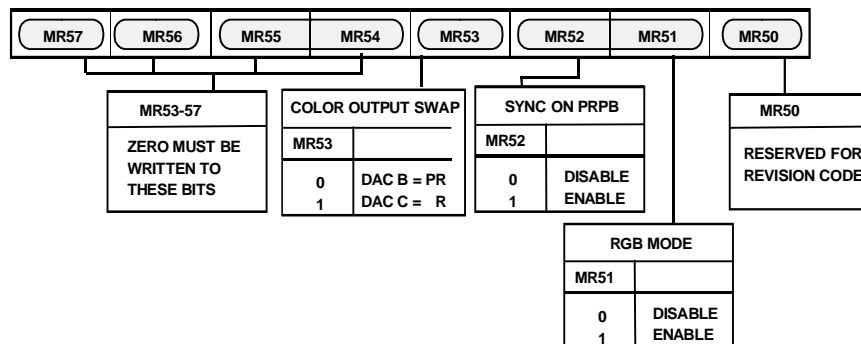 MR57 MR56 MR55 MR54 MR53 MR52 MR51 MR50
MR53-57
ZERO MUST BE
WRITTEN TO
THESE BITS
COLOR OUTPUT SWAP
MR53
0 DAC B = PR
1 DAC C = R
SYNC ON PRPB
MR52
0 DISABLE
1 ENABLE
MR50
RESERVED FOR
REVISION CODE
RGB MODE
MR51
0 DISABLE
1 ENABLE